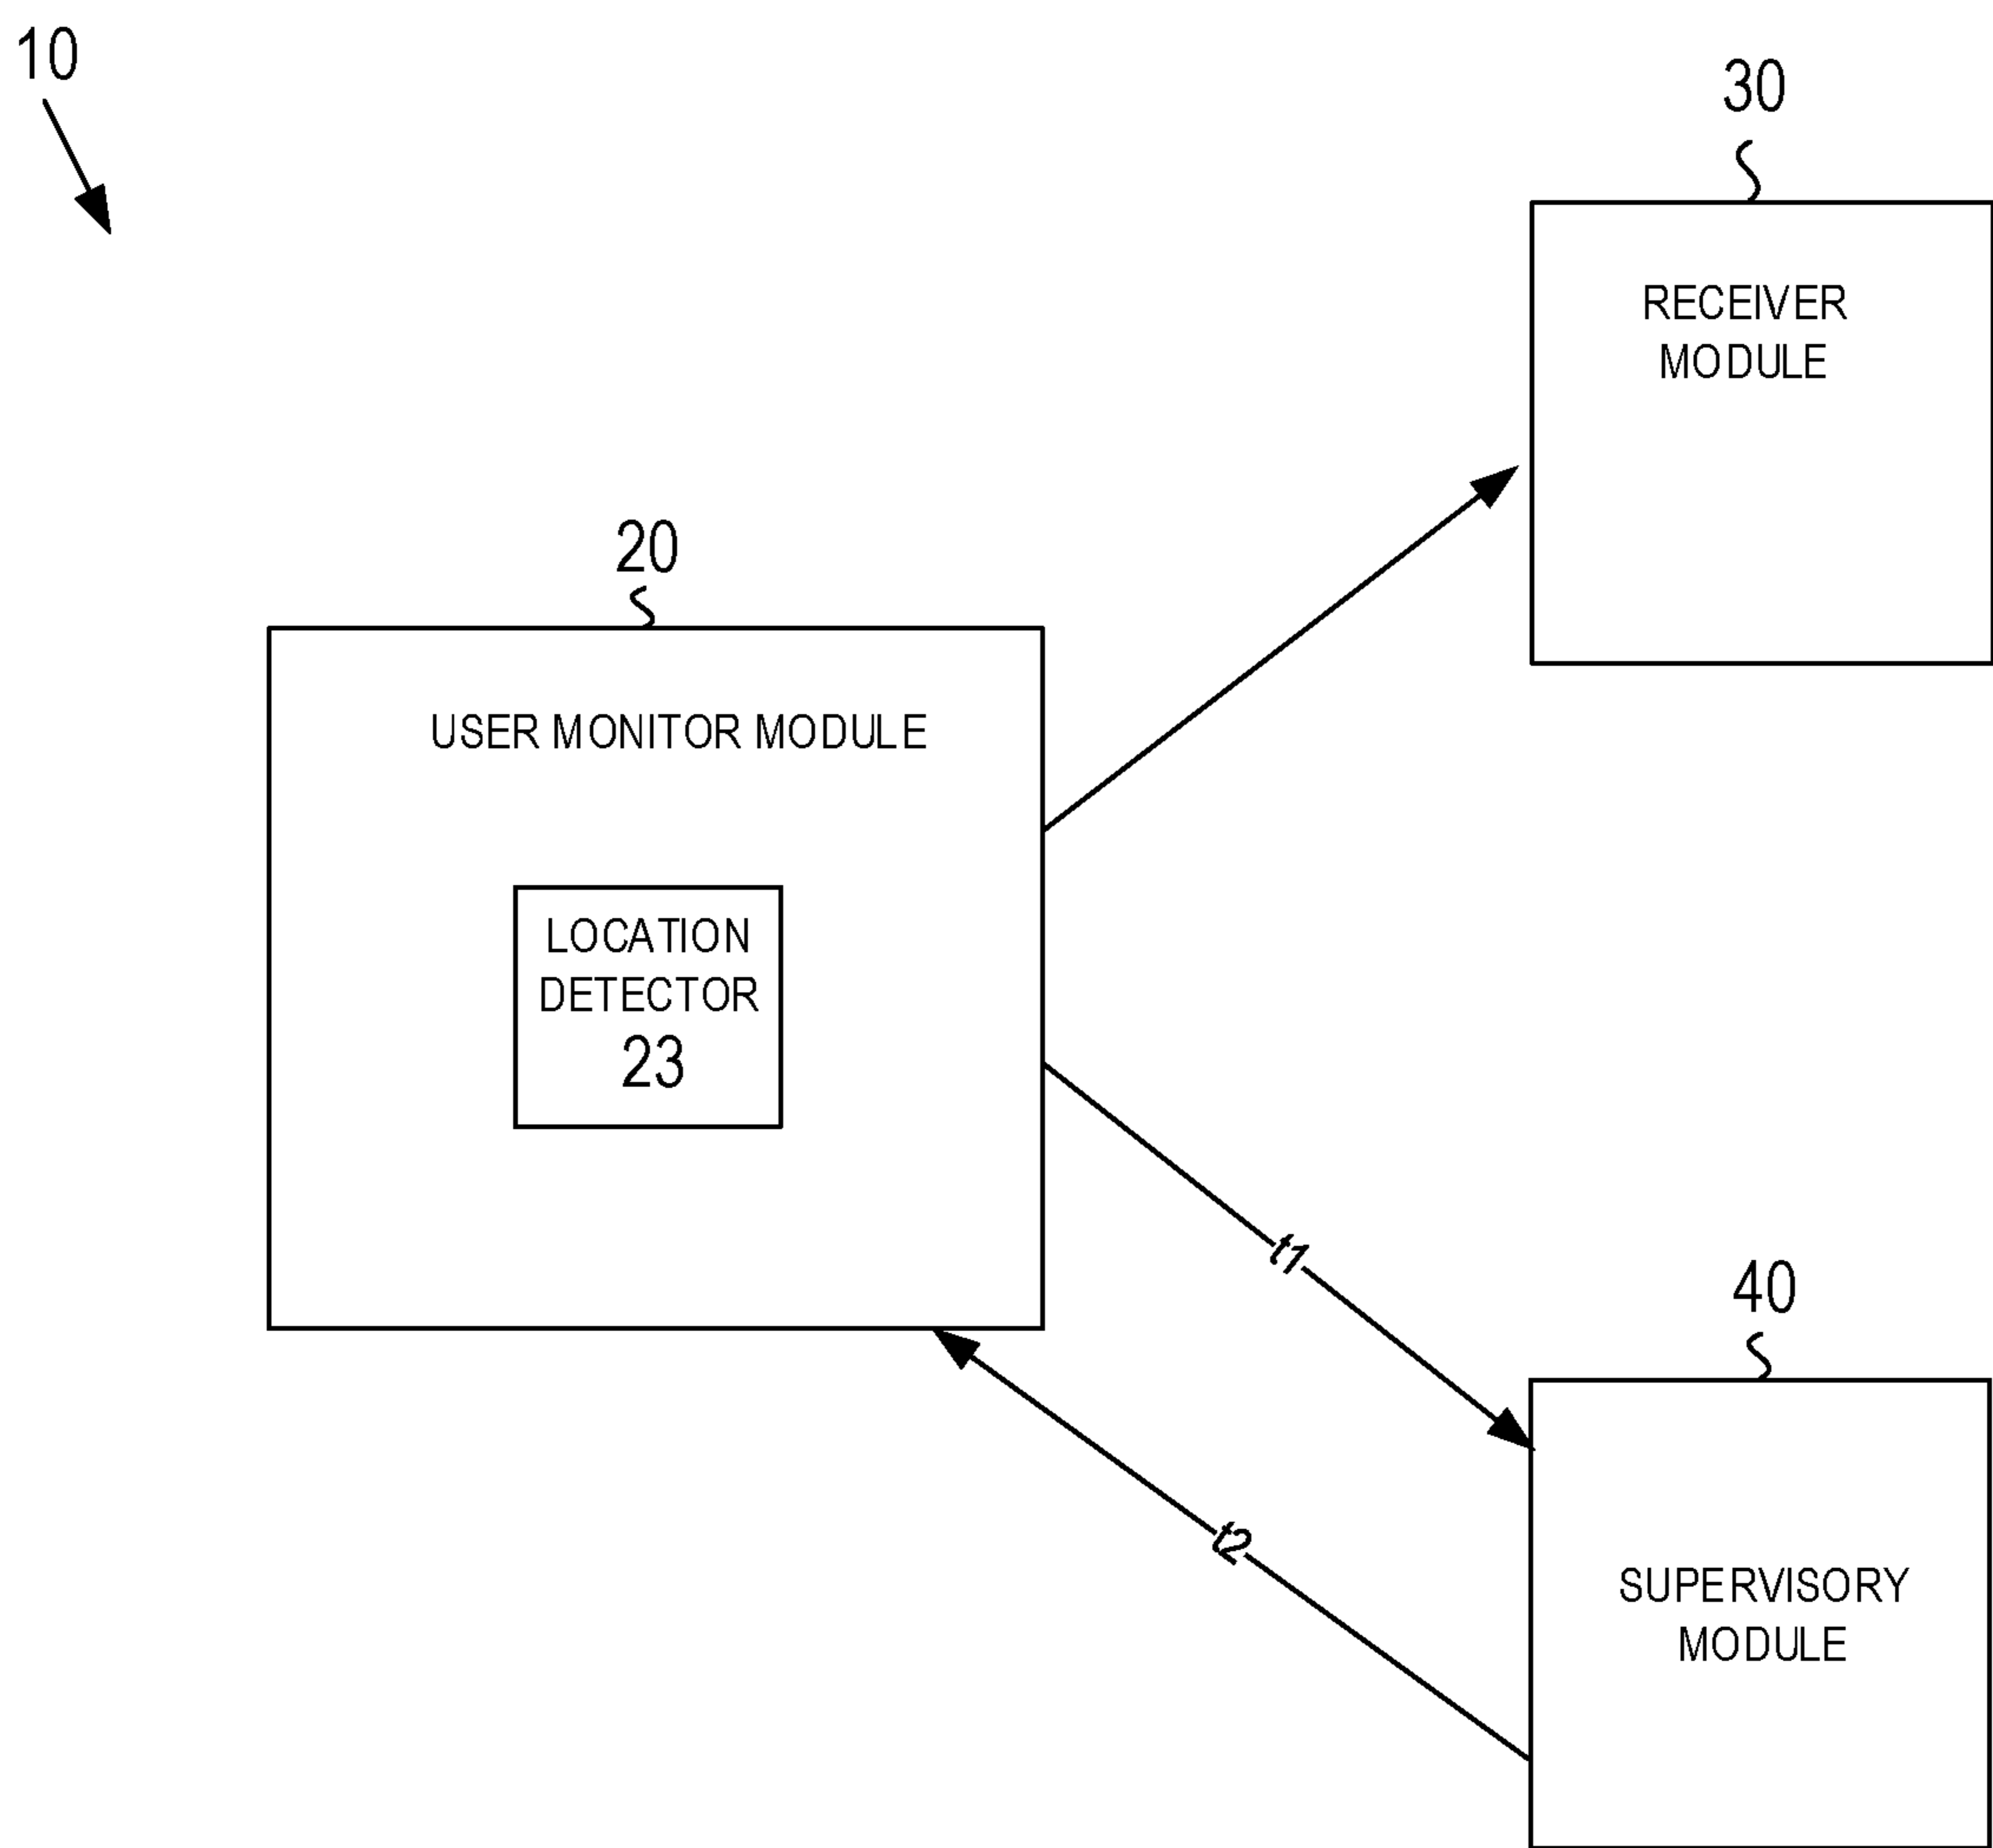 10
30
RECEIVER
MODULE
20
USER MONITOR MODULE
LOCATION
DETECTOR
23
t1
40
t2
SUPERVISORY
MODULE